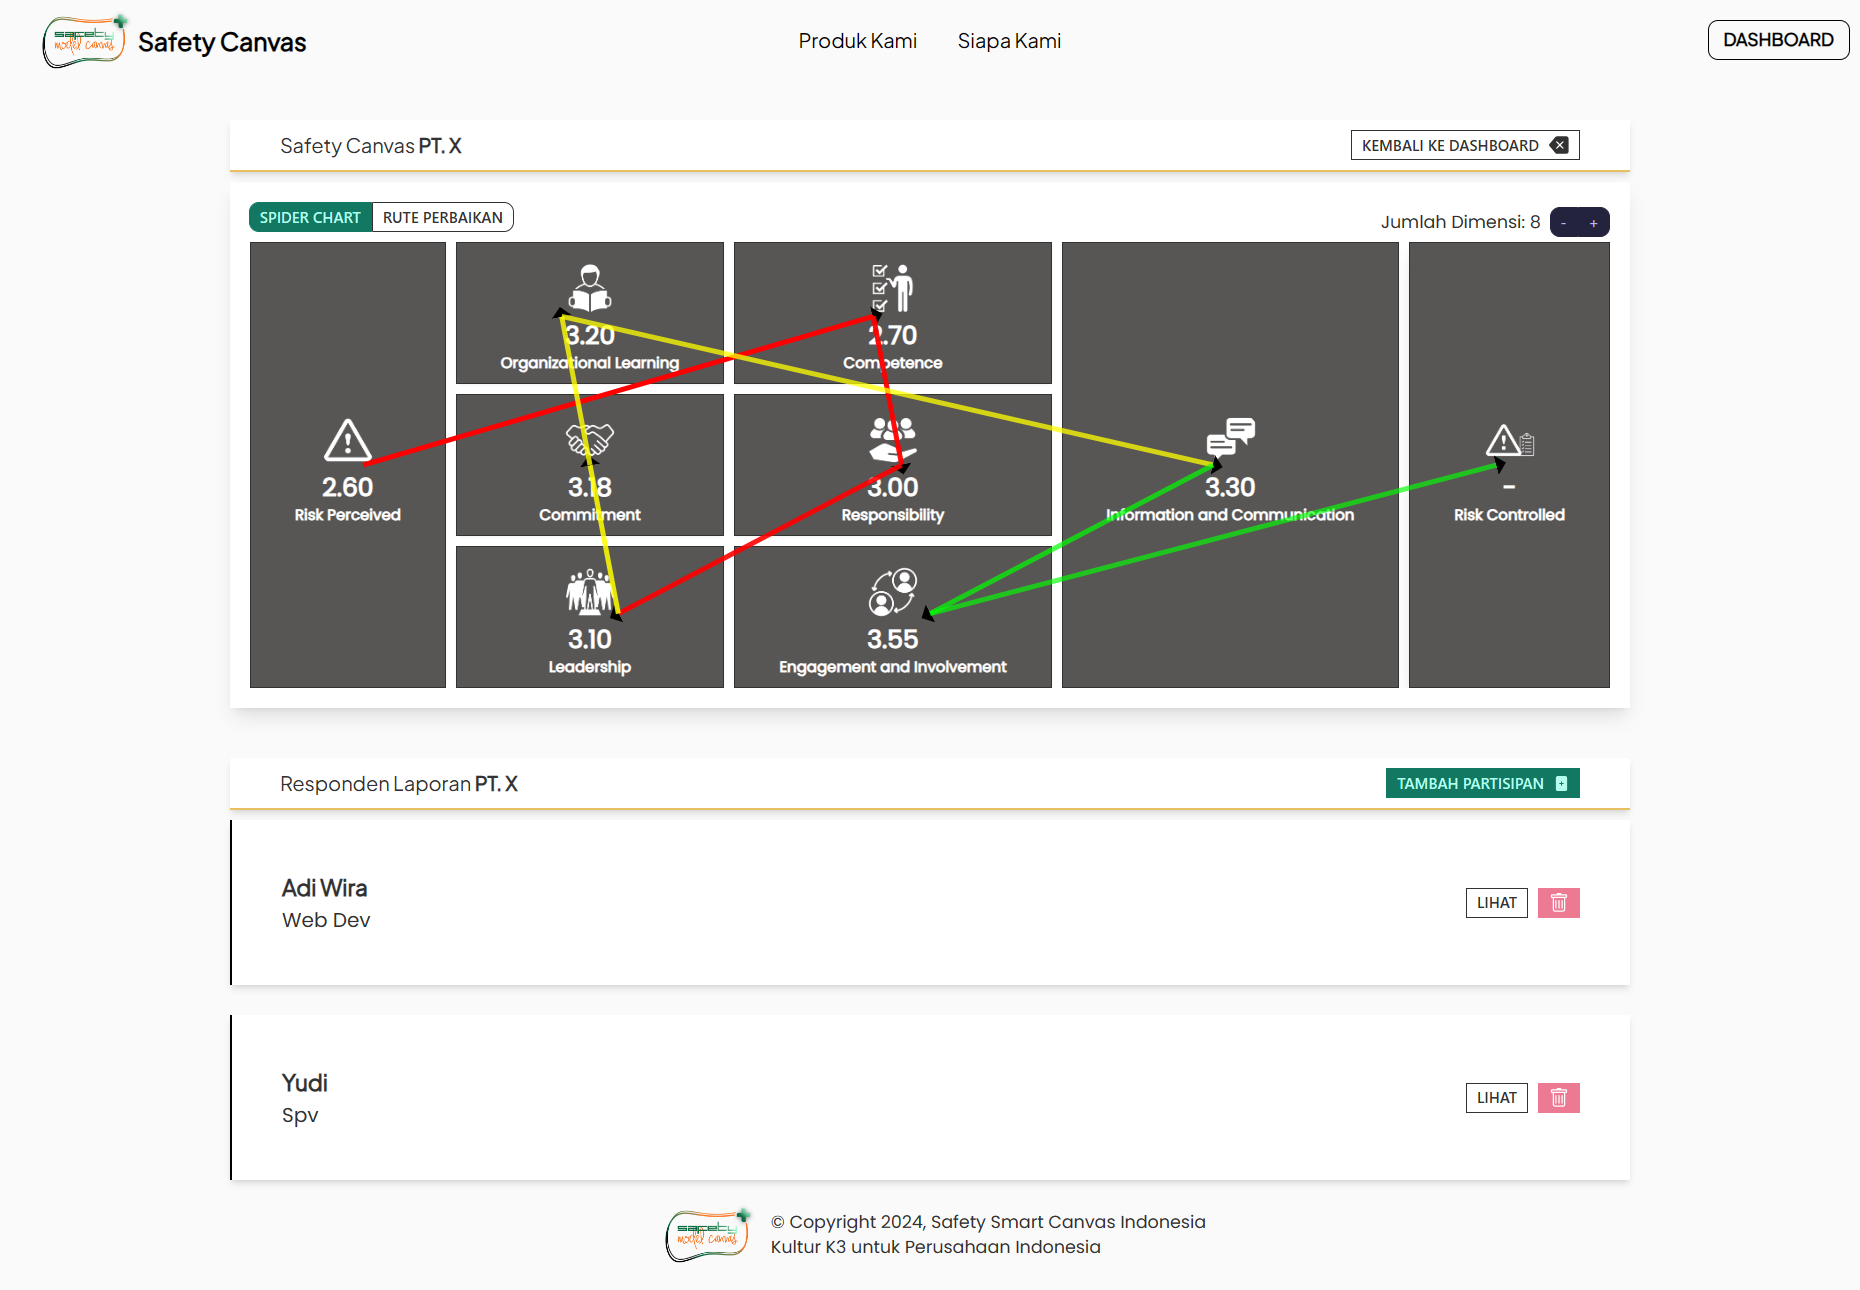 safety
model canvas
Safety Canvas
Produk Kami
Siapa Kami
DASHBOARD
Safety Canvas PT. X
KEMBALI KE DASHBOARD
SPIDER CHART
RUTE PERBAIKAN
Jumlah Dimensi: 8
- +
3.20
Organizational Learning
2.70
Competence
2.60
Risk Perceived
3.18
Commitment
3.00
Responsibility
3.30
Information and Communication
-
Risk Controlled
3.10
Leadership
3.55
Engagement and Involvement
Responden Laporan PT. X
TAMBAH PARTISIPAN
Adi Wira
Web Dev
LIHAT
Yudi
Spv
LIHAT
safety
model canvas
© Copyright 2024, Safety Smart Canvas Indonesia
Kultur K3 untuk Perusahaan Indonesia